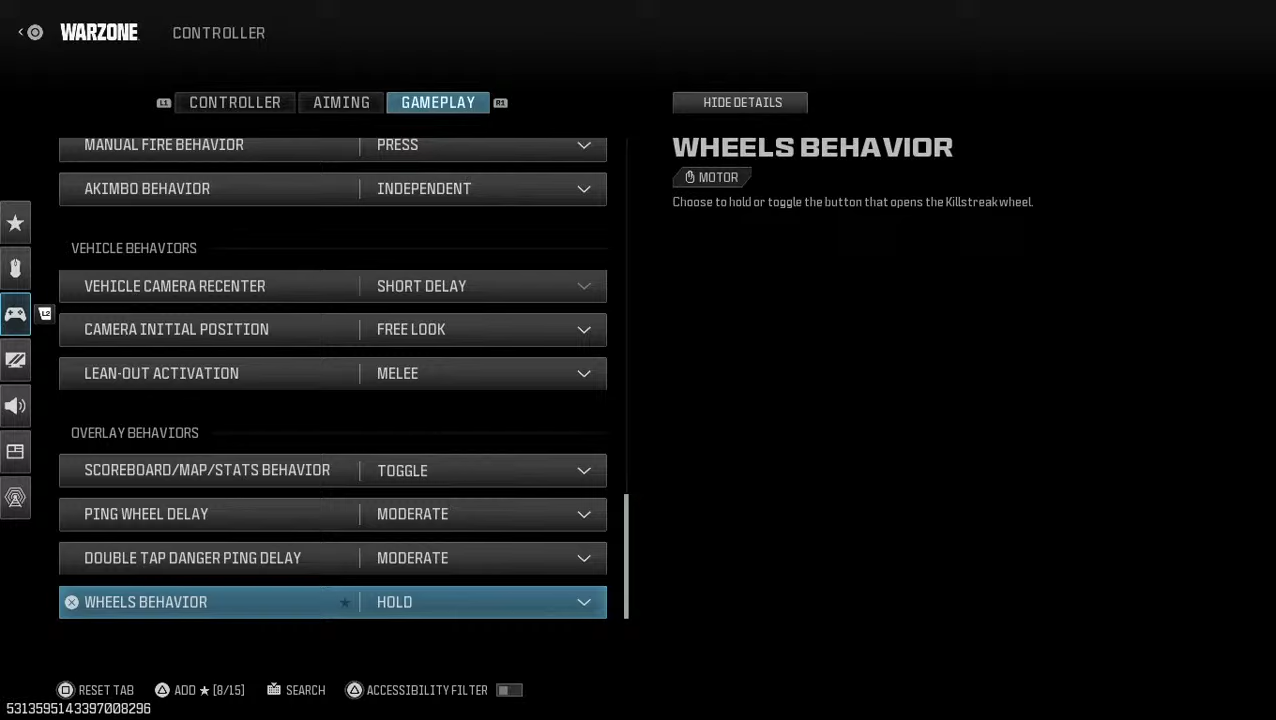 WARZONE CONTROLLER
L1 CONTROLLER AIMING GAMEPLAY R1
HIDE DETAILS
MANUAL FIRE BEHAVIOR PRESS
AKIMBO BEHAVIOR INDEPENDENT
WHEELS BEHAVIOR
MOTOR
Choose to hold or toggle the button that opens the Killstreak wheel.
VEHICLE BEHAVIORS
VEHICLE CAMERA RECENTER SHORT DELAY
L2
CAMERA INITIAL POSITION FREE LOOK
LEAN-OUT ACTIVATION MELEE
OVERLAY BEHAVIORS
SCOREBOARD/MAP/STATS BEHAVIOR TOGGLE
PING WHEEL DELAY MODERATE
DOUBLE TAP DANGER PING DELAY MODERATE
WHEELS BEHAVIOR HOLD
RESET TAB ADD ★ [8/15] SEARCH ACCESSIBILITY FILTER
5313595143397008296